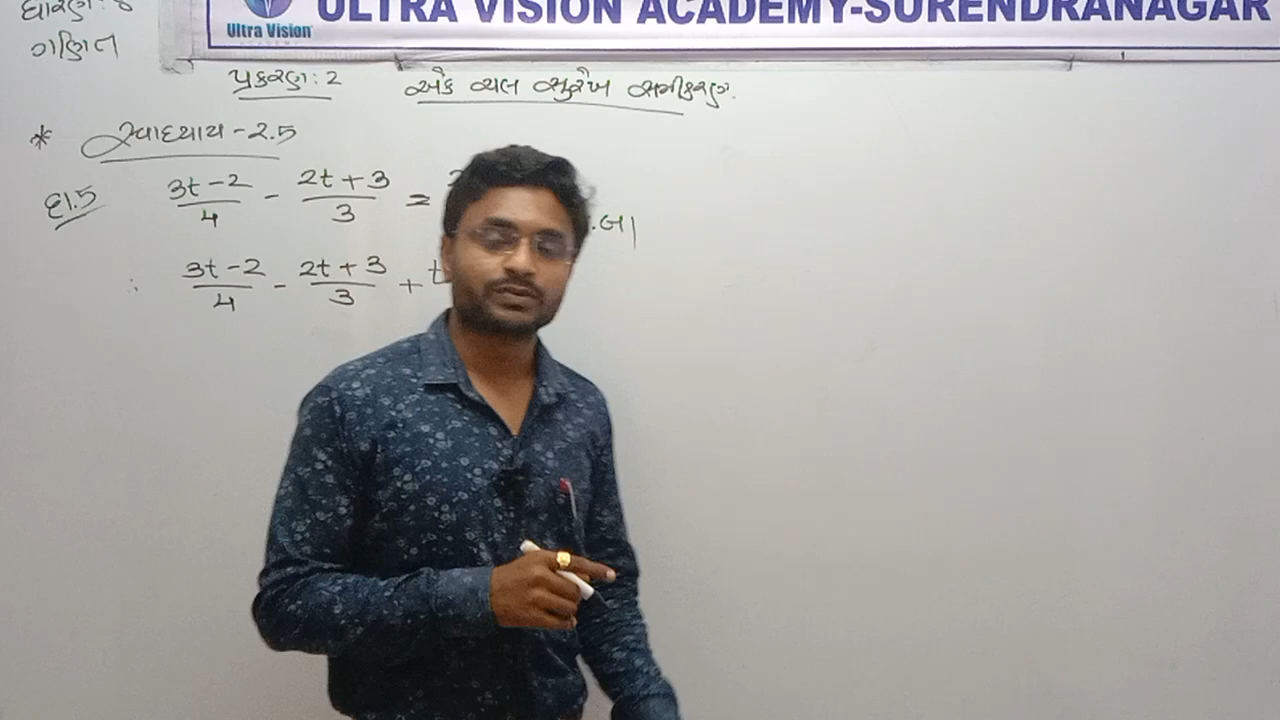 ULTRA VISION ACADEMY-SURENDRANAGAR
Ultra Vision
ACADEMY
ધોરણ:
ગણિત
પ્રકરણ: 2 એક ચલ સુરેખ સમીકરણ.
* સ્વાધ્યાય - 2.5
દા.5 3t-2/4 - 2t+3/3 =
.બા
∴ 3t-2/4 - 2t+3/3 + t